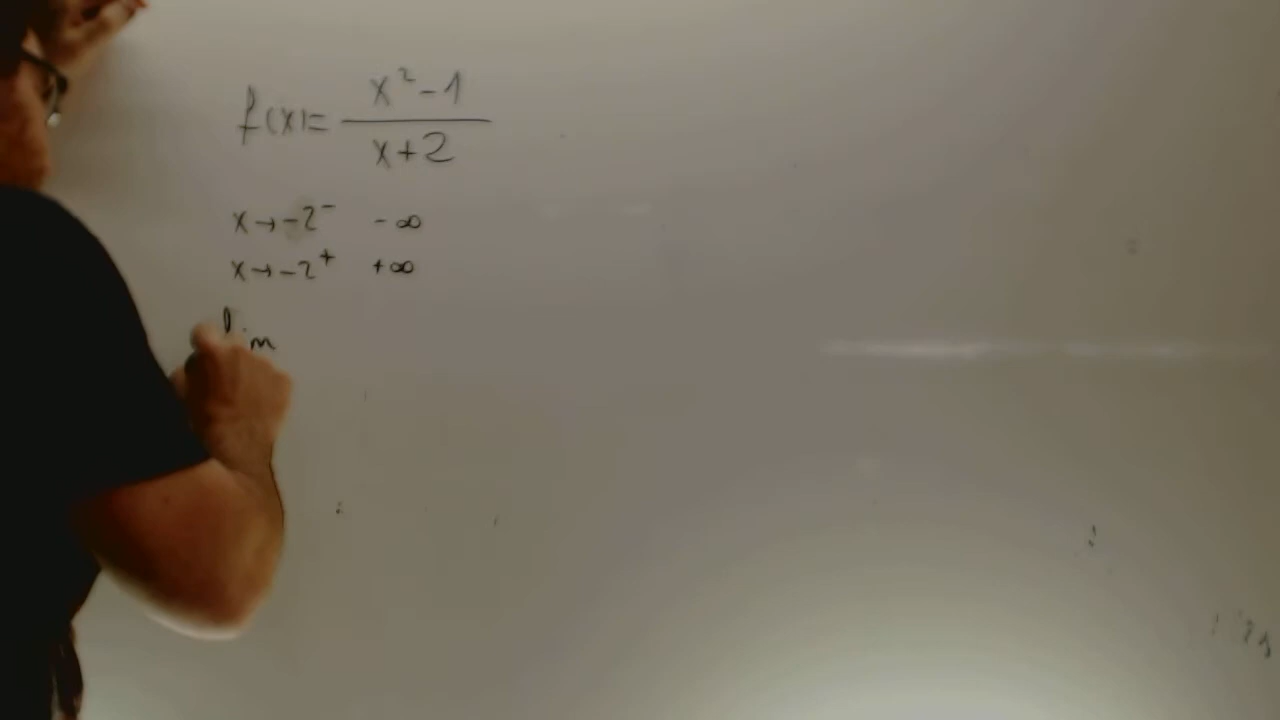 f(x)= x²-1 / x+2
x→-2⁻ -∞
x→-2⁺ +∞
lim